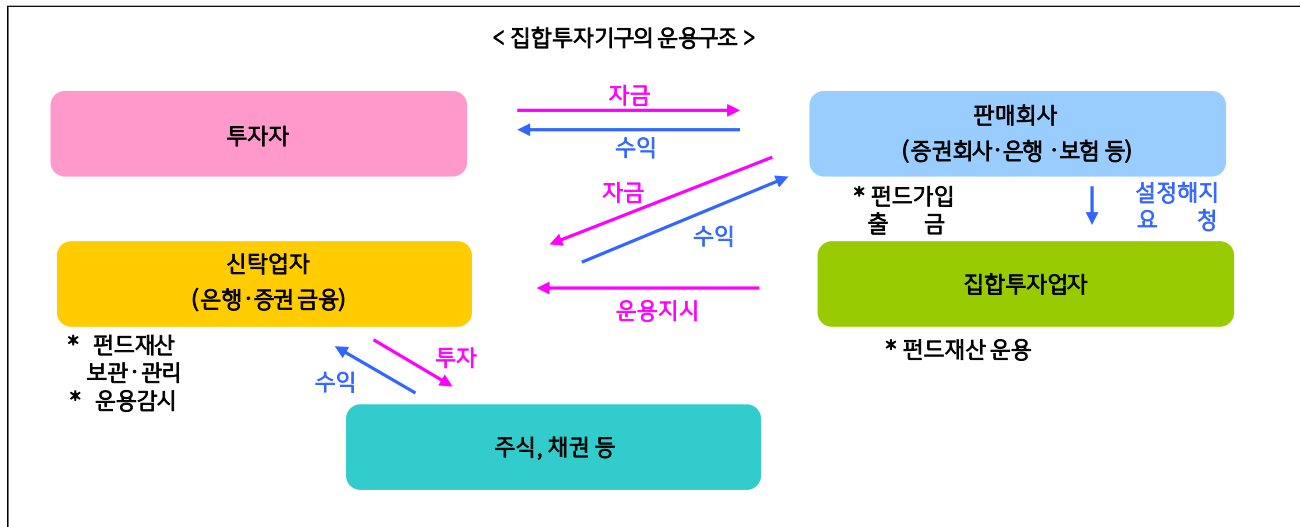 < 집합투자기구의 운용구조 >
자금
투자자
수익
판매회사
(증권회사·은행 ·보험 등)
자금
수익
* 펀드가입
출 금
설정해지
요 청
신탁업자
(은행·증권 금융)
운용지시
집합투자업자
* 펀드재산
보관·관리
* 운용감시
* 펀드재산 운용
투자
수익
주식, 채권 등